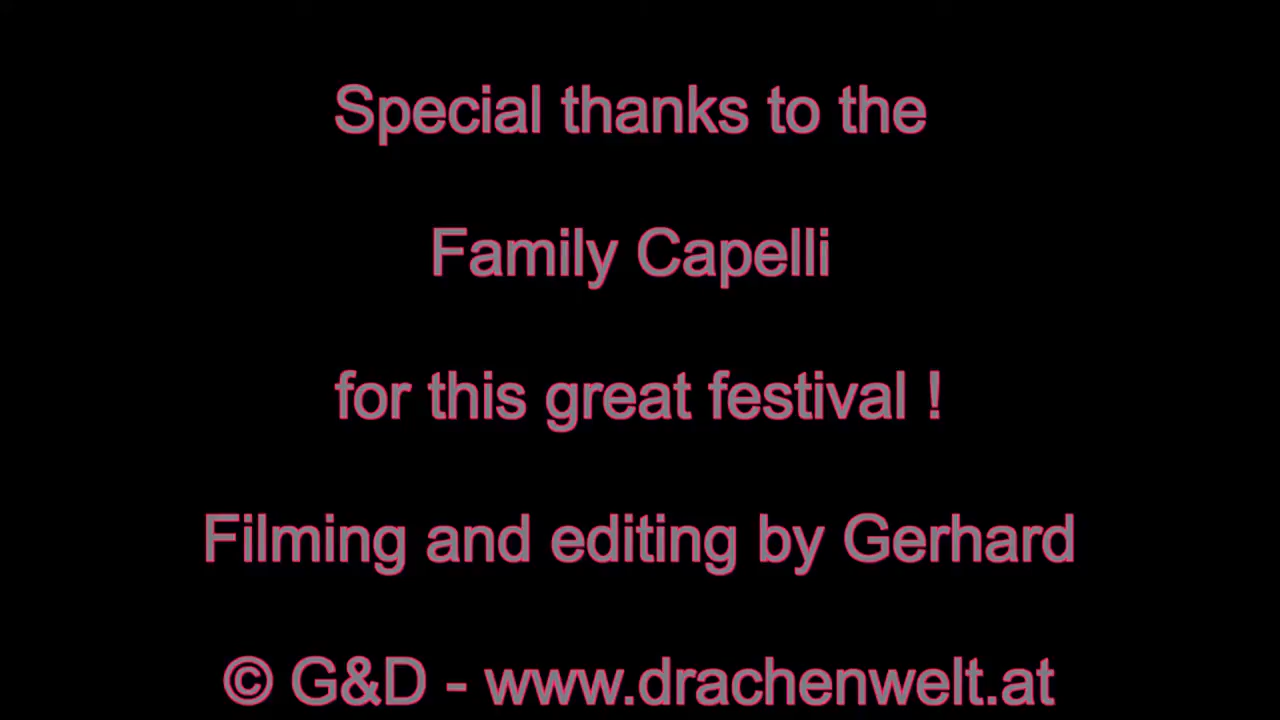 Special thanks to the
Family Capelli
for this great festival !
Filming and editing by Gerhard
© G&D - www.drachenwelt.at